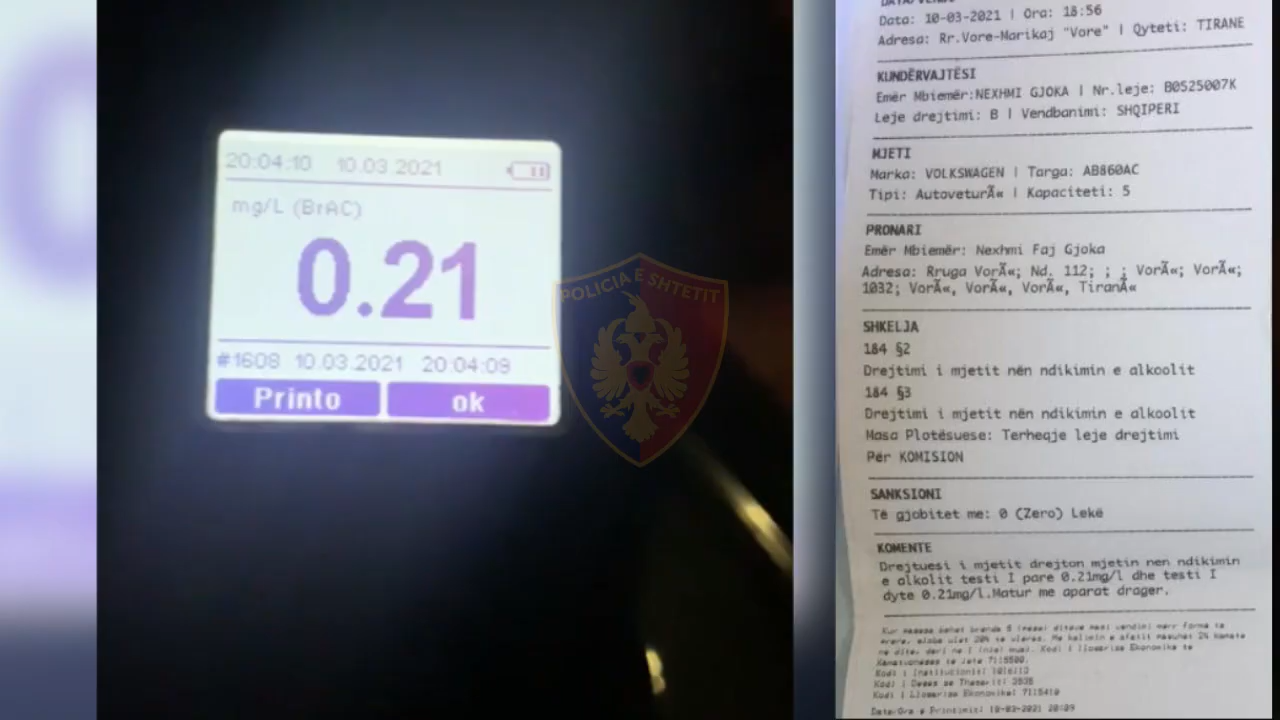 20:04:10 10.03.2021
mg/L (BrAC)
0.21
#1608 10.03.2021 20:04:09
Printo ok
POLICIA E SHTETIT
Data: 10-03-2021 | Ora: 18:56
Adresa: Rr.Vore-Marikaj "Vore" | Qyteti: TIRANE
KUNDËRVAJTËSI
Emër Mbiemër:NEXHMI GJOKA | Nr.leje: B0525007K
Leje drejtimi: B | Vendbanimi: SHQIPERI
MJETI
Marka: VOLKSWAGEN | Targa: AB860AC
Tipi: AutoveturÃ« | Kapaciteti: 5
PRONARI
Emër Mbiemër: Nexhmi Faj Gjoka
Adresa: Rruga VorÃ«; Nd. 112; ; ; VorÃ«; VorÃ«;
1032; VorÃ«, VorÃ«, VorÃ«, TiranÃ«
SHKELJA
184 §2
Drejtimi i mjetit nën ndikimin e alkoolit
184 §3
Drejtimi i mjetit nën ndikimin e alkoolit
Masa Plotësuese: Terheqje leje drejtimi
Për KOMISION
SANKSIONI
Të gjobitet me: 0 (Zero) Lekë
KOMENTE
Drejtuesi i mjetit drejton mjetin nen ndikimin
e alkolit testi I pare 0.21mg/l dhe testi I
dyte 0.21mg/l.Matur me aparat drager.